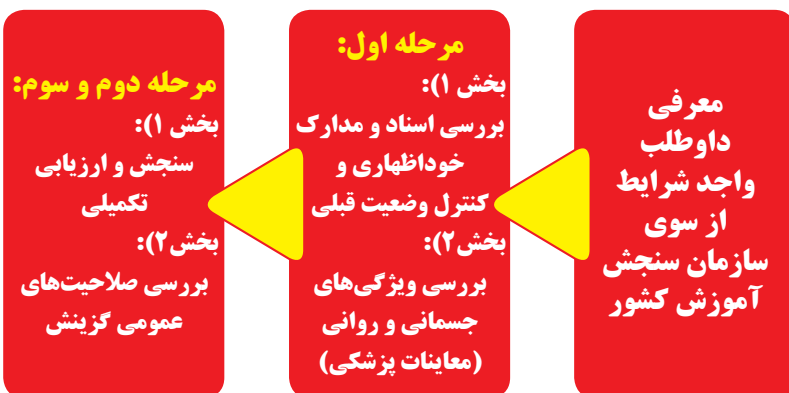 معرفی
داوطلب
واجد شرایط
از سوی
سازمان سنجش
آموزش کشور
مرحله اول:
بخش ۱):
بررسی اسناد و مدارک
خوداظهاری و
کنترل وضعیت قبلی
بخش۲):
بررسی ویژگی‌های
جسمانی و روانی
(معاینات پزشکی)
مرحله دوم و سوم:
بخش ۱):
سنجش و ارزیابی
تکمیلی
بخش۲):
بررسی صلاحیت‌های
عمومی گزینش